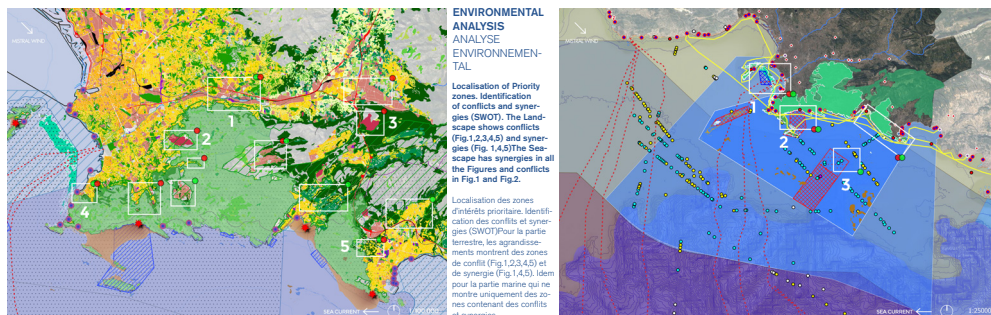 MISTRAL WIND
1
2
3
4
5
SEA CURRENT
1:100 000
ENVIRONMENTAL
ANALYSIS
ANALYSE
ENVIRONNEMEN-
TAL
Localisation of Priority
zones. Identification
of conflicts and syner-
gies (SWOT). The Land-
scape shows conflicts
(Fig.1,2,3,4,5) and syner-
gies (Fig. 1,4,5)The Sea-
scape has synergies in all
the Figures and conflicts
in Fig.1 and Fig.2.
Localisation des zones
d'intérêts prioritaire. Identifi-
cation des conflits et syner-
gies (SWOT)Pour la partie
terrestre, les agrandisse-
ments montrent des zones
de conflit (Fig.1,2,3,4,5) et
de synergie (Fig.1,4,5). Idem
pour la partie marine qui ne
montre uniquement des zo-
nes contenant des conflits
et synergies
MISTRAL WIND
1
2
3
SEA CURRENT
1:25000